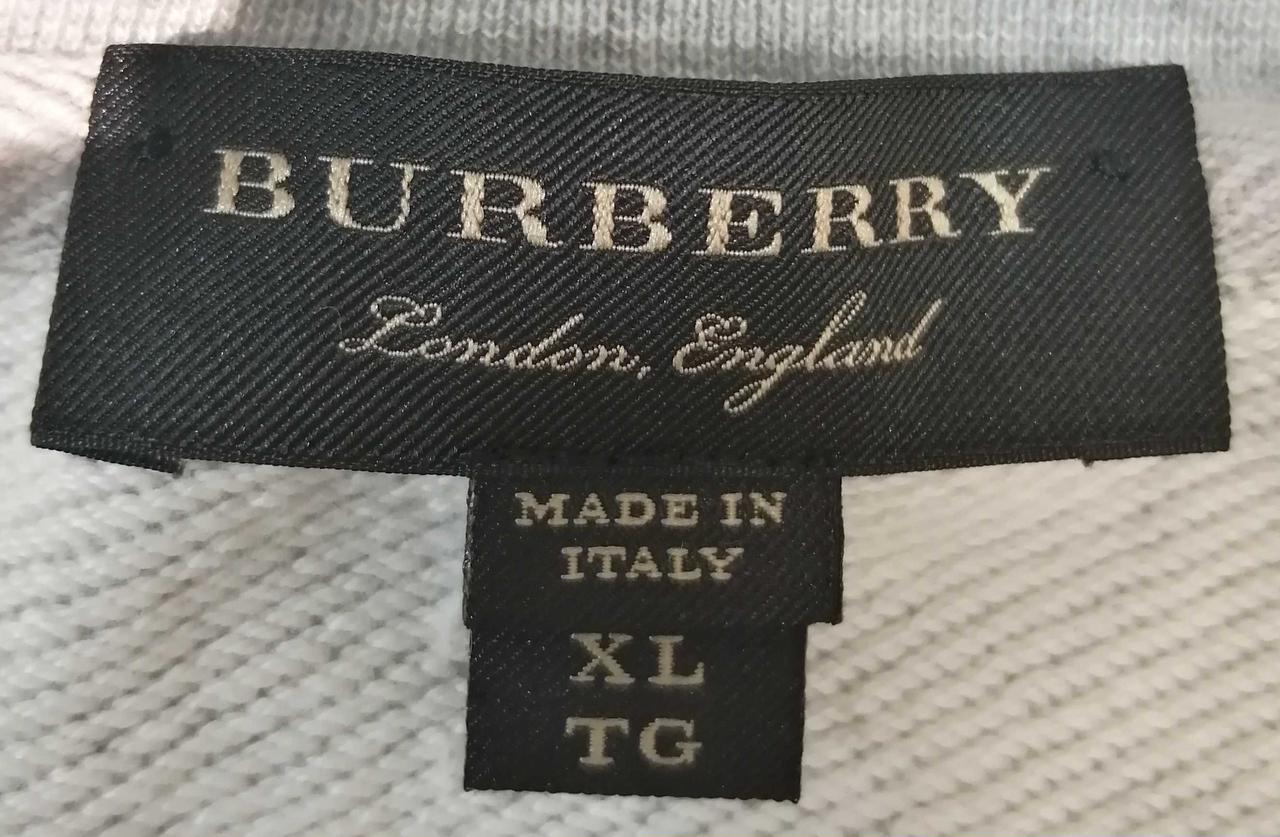 BURBERRY
London, England
MADE IN
ITALY
XL
TG